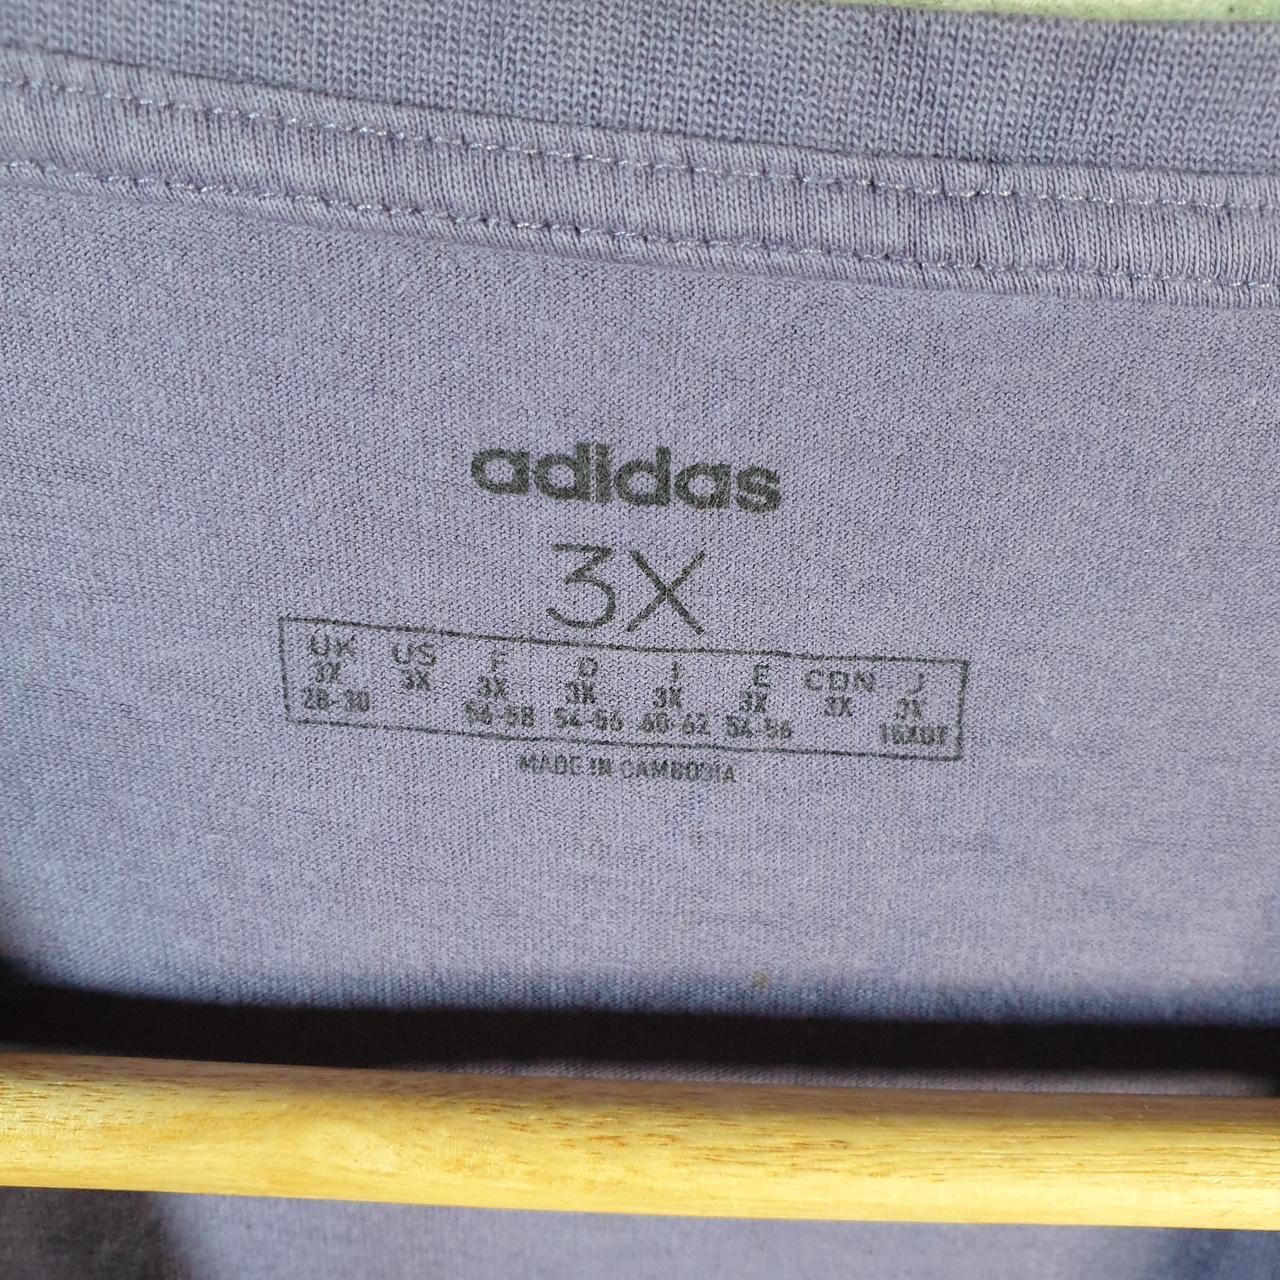 adidas
3X
UK US F D I E CDN J
3X 3X 3X 3X 3X 3X 3X 3X
28-30 56-58 54-56 60-62 54-56
MADE IN CAMBODIA